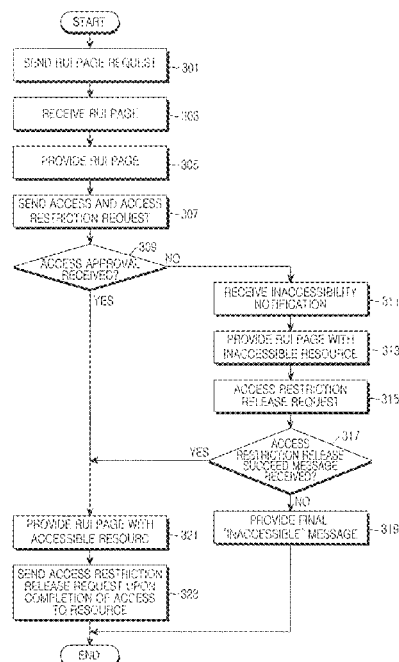 START
SEND RUI PAGE REQUEST
301
RECEIVE RUI PAGE
303
PROVIDE RUI PAGE
305
SEND ACCESS AND ACCESS
RESTRICTION REQUEST
307
309
ACCESS APPROVAL
RECEIVED?
NO
YES
RECEIVE INACCESSIBILITY
NOTIFICATION
311
PROVIDE RUI PAGE WITH
INACCESSIBLE RESOURCE
313
ACCESS RESTRICTION
RELEASE REQUEST
315
317
ACCESS
RESTRICTION RELEASE
SUCCEED MESSAGE
RECEIVED?
YES
NO
PROVIDE RUI PAGE WITH
ACCESSIBLE RESOURC
321
PROVIDE FINAL
"INACCESSIBLE" MESSAGE
319
SEND ACCESS RESTRICTION
RELEASE REQUEST UPON
COMPLETION OF ACCESS
TO RESOURCE
323
END